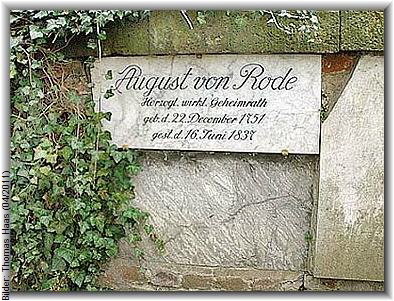 August von Rode
Herzogl. wirkl. Geheimrath
geb. d. 22. December 1751
gest. d. 16. Juni 1837
Bilder: Thomas Haas (04/2011)